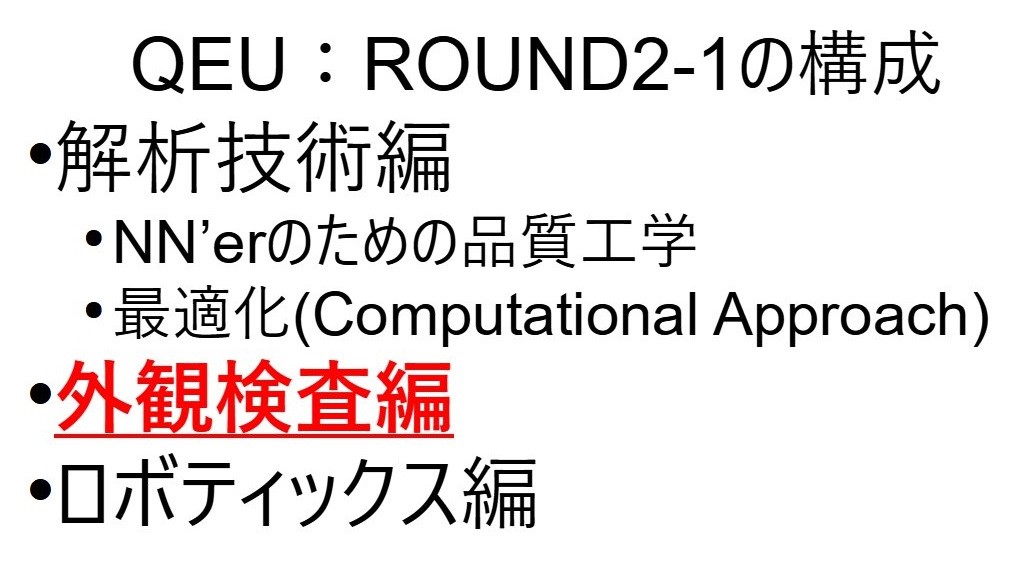 QEU：ROUND2-1の構成
•解析技術編
•NN’erのための品質工学
•最適化(Computational Approach)
•外観検査編
•ロボティックス編